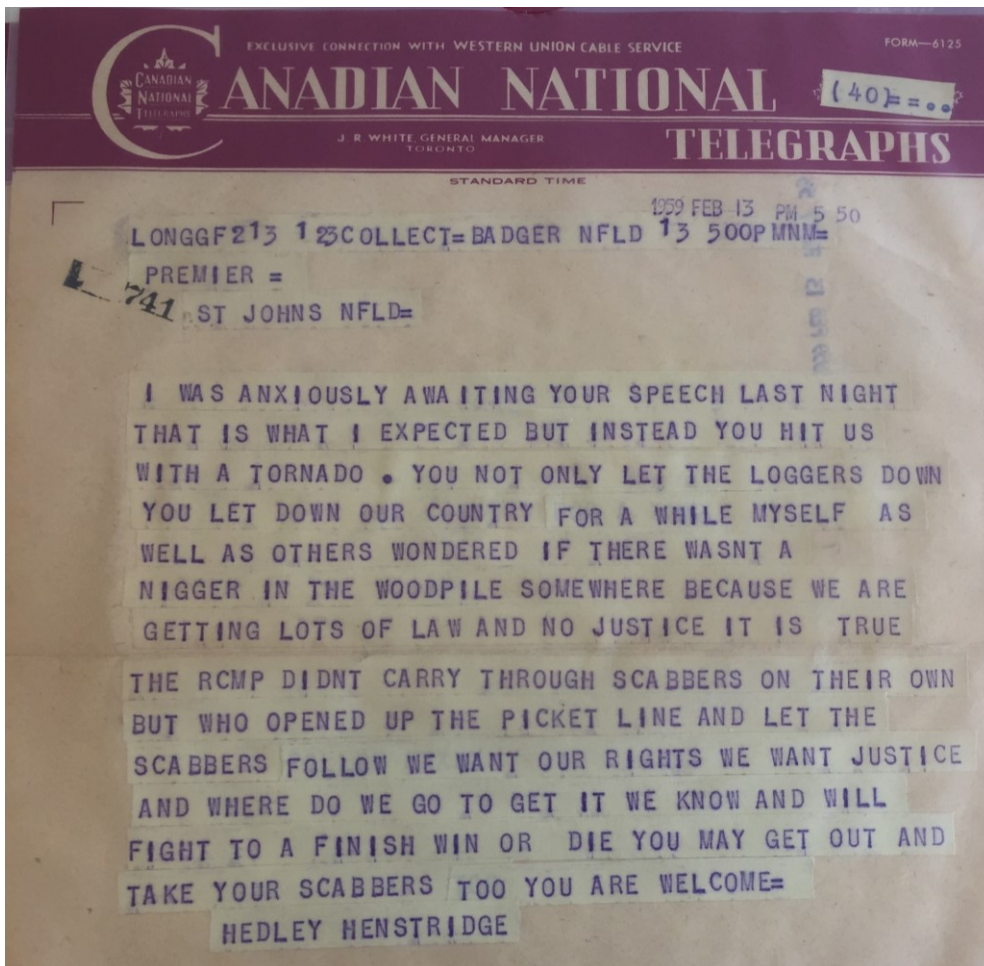 EXCLUSIVE CONNECTION WITH WESTERN UNION CABLE SERVICE
FORM—6125
CANADIAN NATIONAL TELEGRAPHS
CANADIAN NATIONAL
(40)==..
J. R. WHITE, GENERAL MANAGER
TORONTO
TELEGRAPHS
STANDARD TIME
1959 FEB 13 PM 5 50
LONGGF213 123COLLECT=BADGER NFLD 13 500PMNM=
PREMIER =
L 741
ST JOHNS NFLD=
I WAS ANXIOUSLY AWAITING YOUR SPEECH LAST NIGHT
THAT IS WHAT I EXPECTED BUT INSTEAD YOU HIT US
WITH A TORNADO . YOU NOT ONLY LET THE LOGGERS DOWN
YOU LET DOWN OUR COUNTRY FOR A WHILE MYSELF AS
WELL AS OTHERS WONDERED IF THERE WASNT A
NIGGER IN THE WOODPILE SOMEWHERE BECAUSE WE ARE
GETTING LOTS OF LAW AND NO JUSTICE IT IS TRUE
THE RCMP DIDNT CARRY THROUGH SCABBERS ON THEIR OWN
BUT WHO OPENED UP THE PICKET LINE AND LET THE
SCABBERS FOLLOW WE WANT OUR RIGHTS WE WANT JUSTICE
AND WHERE DO WE GO TO GET IT WE KNOW AND WILL
FIGHT TO A FINISH WIN OR DIE YOU MAY GET OUT AND
TAKE YOUR SCABBERS TOO YOU ARE WELCOME=
HEDLEY HENSTRIDGE